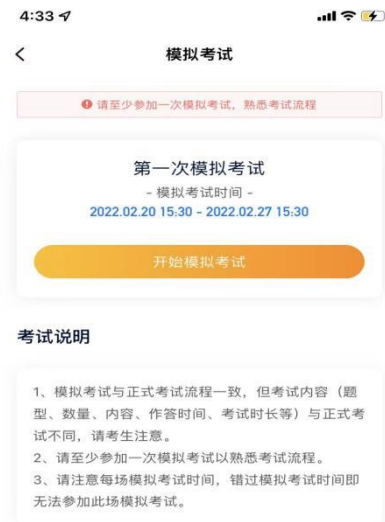 4:33
模拟考试
请至少参加一次模拟考试，熟悉考试流程
第一次模拟考试
- 模拟考试时间 -
2022.02.20 15:30 - 2022.02.27 15:30
开始模拟考试
考试说明
1、模拟考试与正式考试流程一致，但考试内容（题
型、数量、内容、作答时间、考试时长等）与正式考
试不同，请考生注意。
2、请至少参加一次模拟考试以熟悉考试流程。
3、请注意每场模拟考试时间，错过模拟考试时间即
无法参加此场模拟考试。